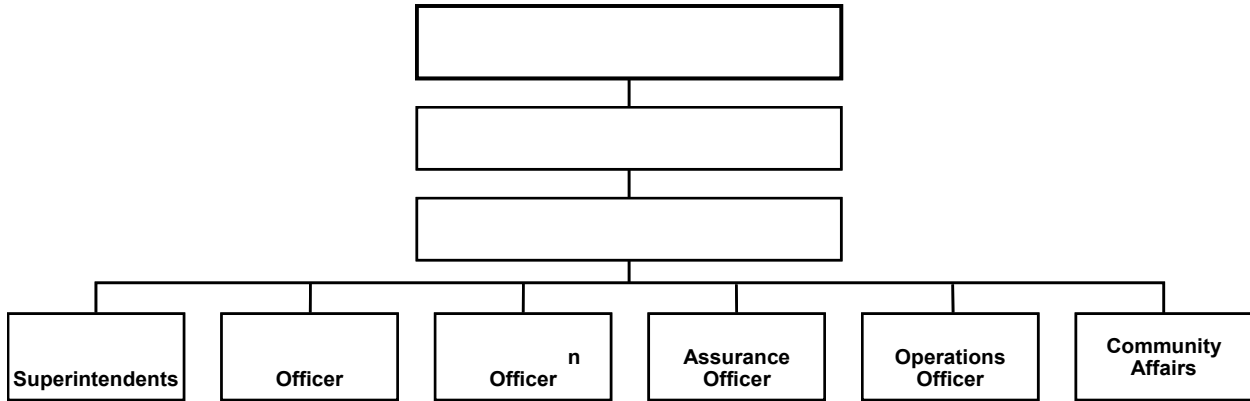 Superintendents
Officer
n
Officer
Assurance
Officer
Operations
Officer
Community
Affairs